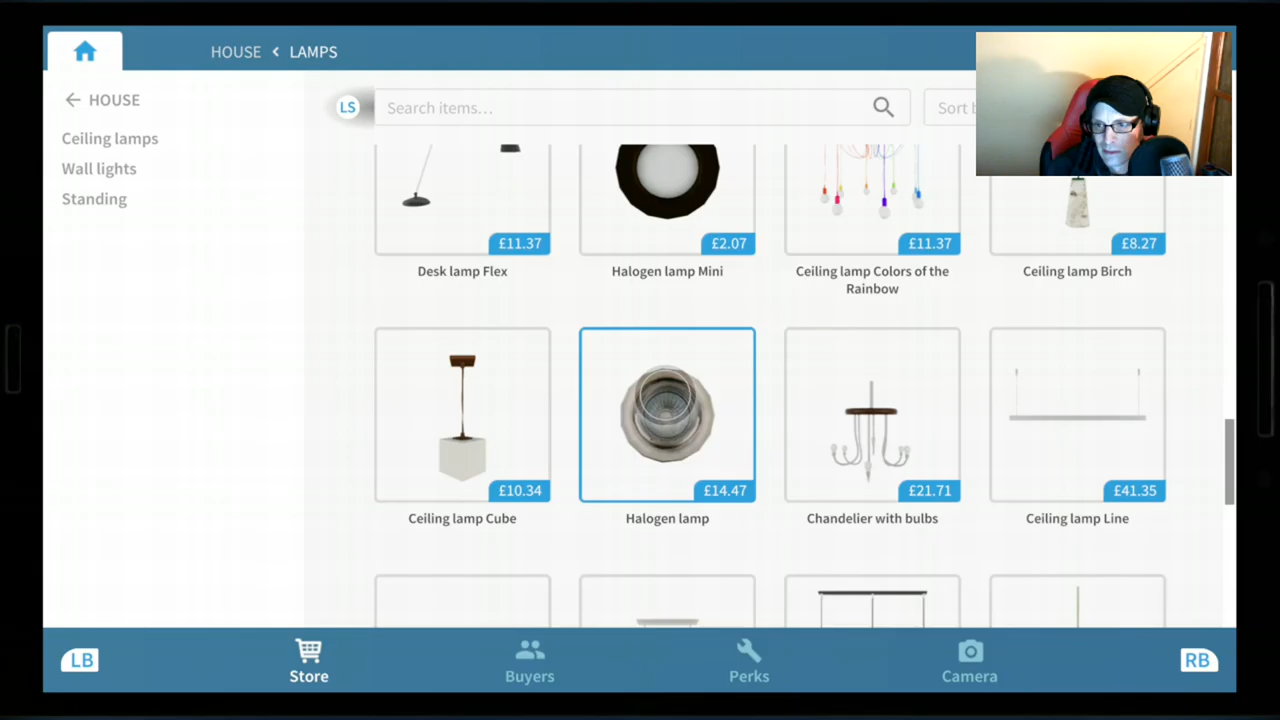 HOUSE < LAMPS
HOUSE
Ceiling lamps
Wall lights
Standing
LS
Search items...
Sort
£11.37
£2.07
£11.37
£8.27
Desk lamp Flex
Halogen lamp Mini
Ceiling lamp Colors of the
Rainbow
Ceiling lamp Birch
£10.34
£14.47
£21.71
£41.35
Ceiling lamp Cube
Halogen lamp
Chandelier with bulbs
Ceiling lamp Line
LB
Store
Buyers
Perks
Camera
RB